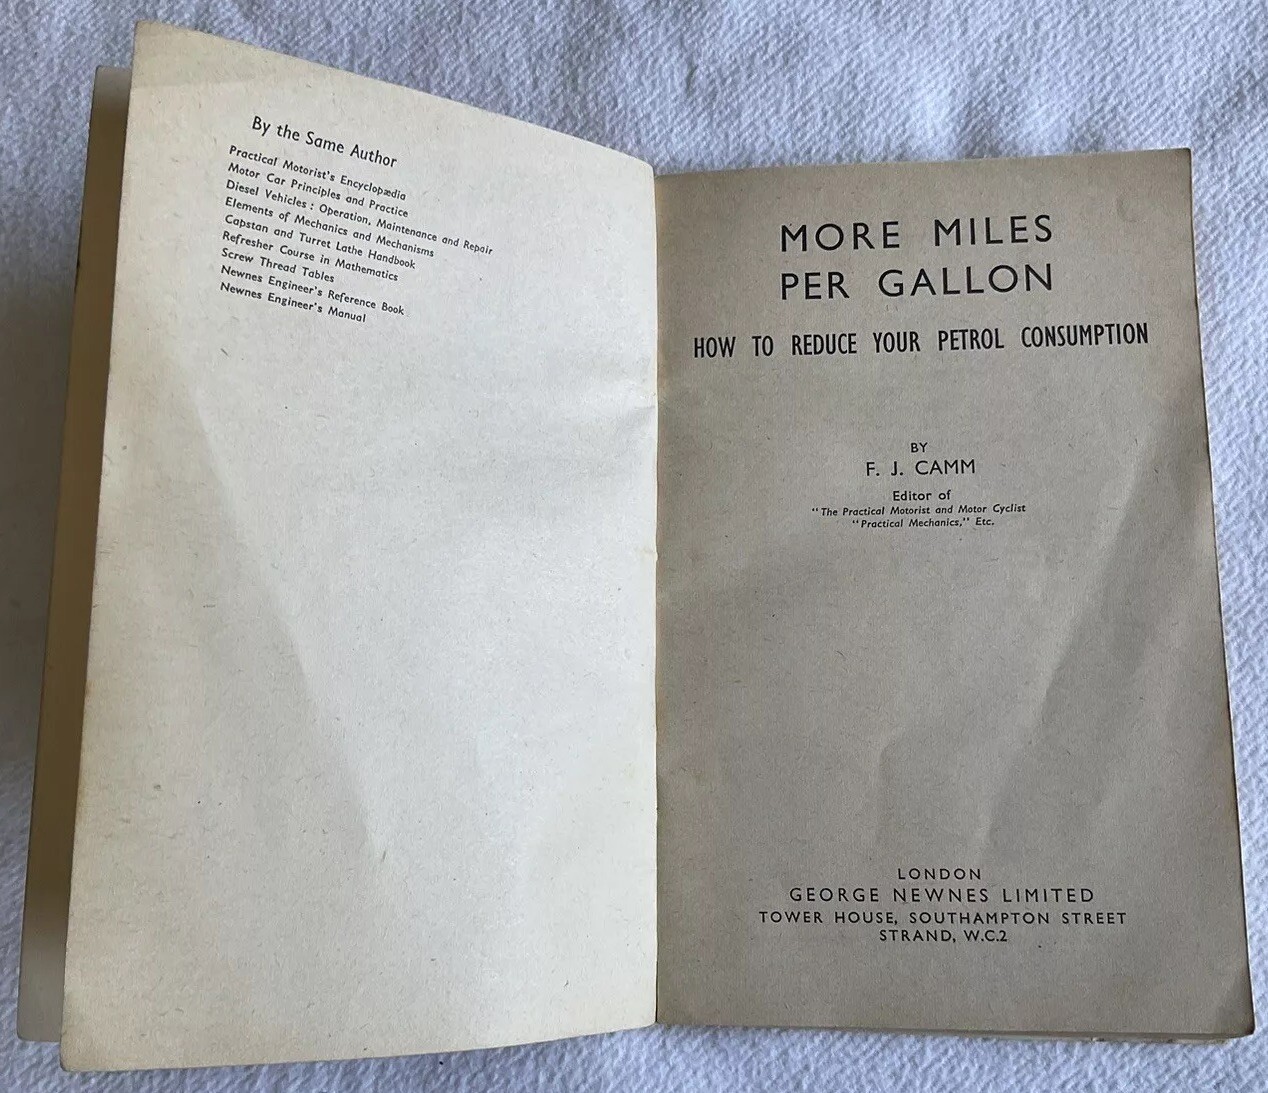 By the Same Author
Practical Motorist's Encyclopædia
Motor Car Principles and Practice
Diesel Vehicles : Operation, Maintenance and Repair
Elements of Mechanics and Mechanisms
Capstan and Turret Lathe Handbook
Refresher Course in Mathematics
Screw Thread Tables
Newnes Engineer's Reference Book
Newnes Engineer's Manual
MORE MILES
PER GALLON
HOW TO REDUCE YOUR PETROL CONSUMPTION
BY
F. J. CAMM
Editor of
"The Practical Motorist and Motor Cyclist
"Practical Mechanics," Etc.
LONDON
GEORGE NEWNES LIMITED
TOWER HOUSE, SOUTHAMPTON STREET
STRAND, W.C.2